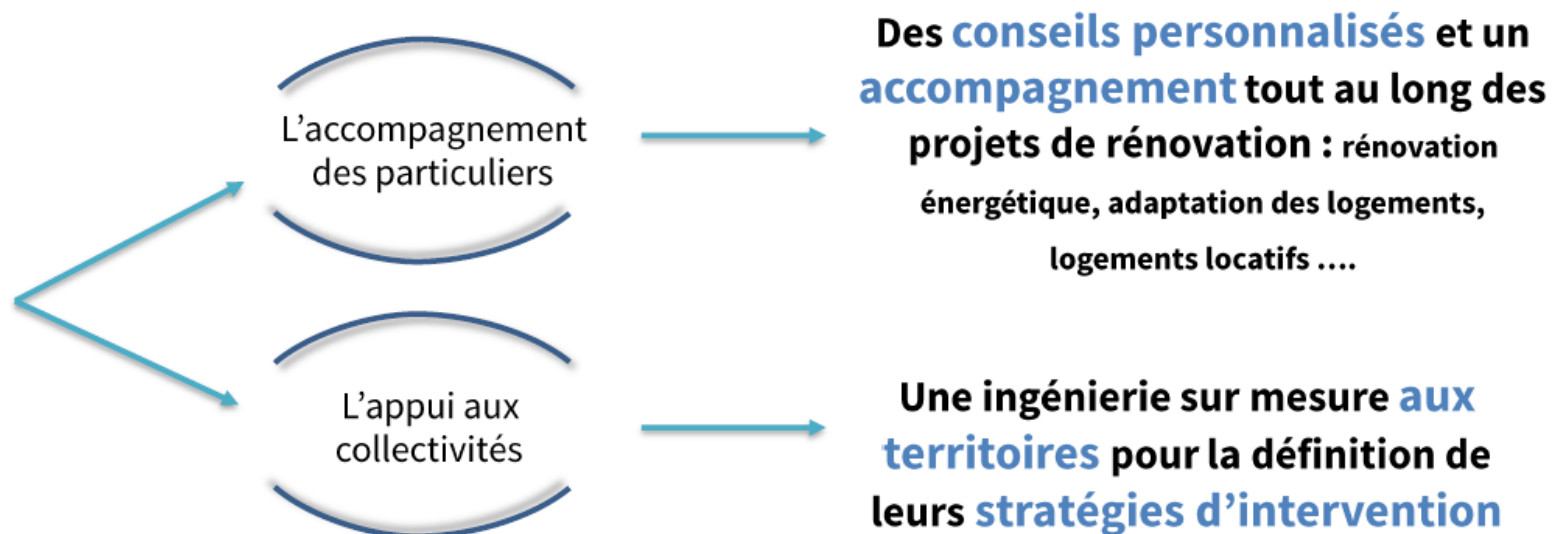 L’accompagnement
des particuliers
Des conseils personnalisés et un
accompagnement tout au long des
projets de rénovation : rénovation
énergétique, adaptation des logements,
logements locatifs ….
L’appui aux
collectivités
Une ingénierie sur mesure aux
territoires pour la définition de
leurs stratégies d’intervention